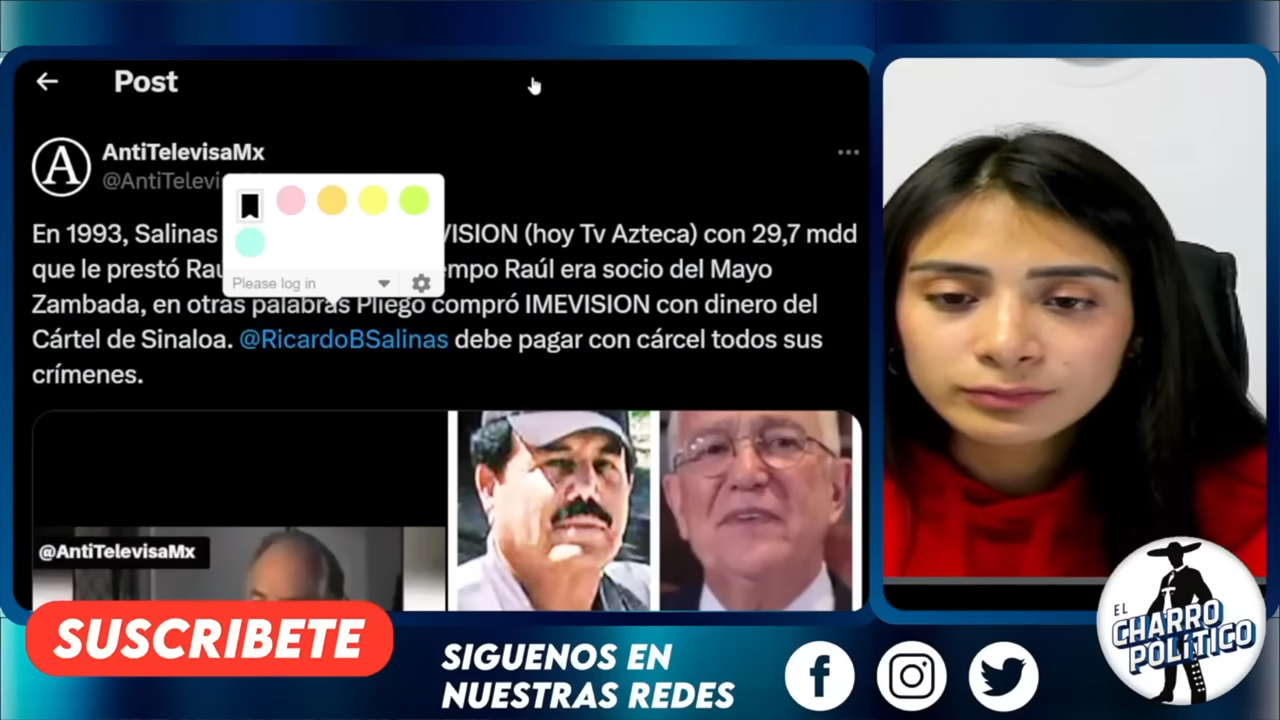 Post
AntiTelevisaMx
@AntiTelevi
En 1993, Salinas VISION (hoy Tv Azteca) con 29,7 mdd
que le prestó Rau empo Raúl era socio del Mayo
Zambada, en otras palabras Pliego compró IMEVISION con dinero del
Cártel de Sinaloa. @RicardoBSalinas debe pagar con cárcel todos sus
crímenes.
Please log in
@AntiTelevisaMx
SUSCRIBETE
SIGUENOS EN
NUESTRAS REDES
EL
CHARRO
POLÍTICO